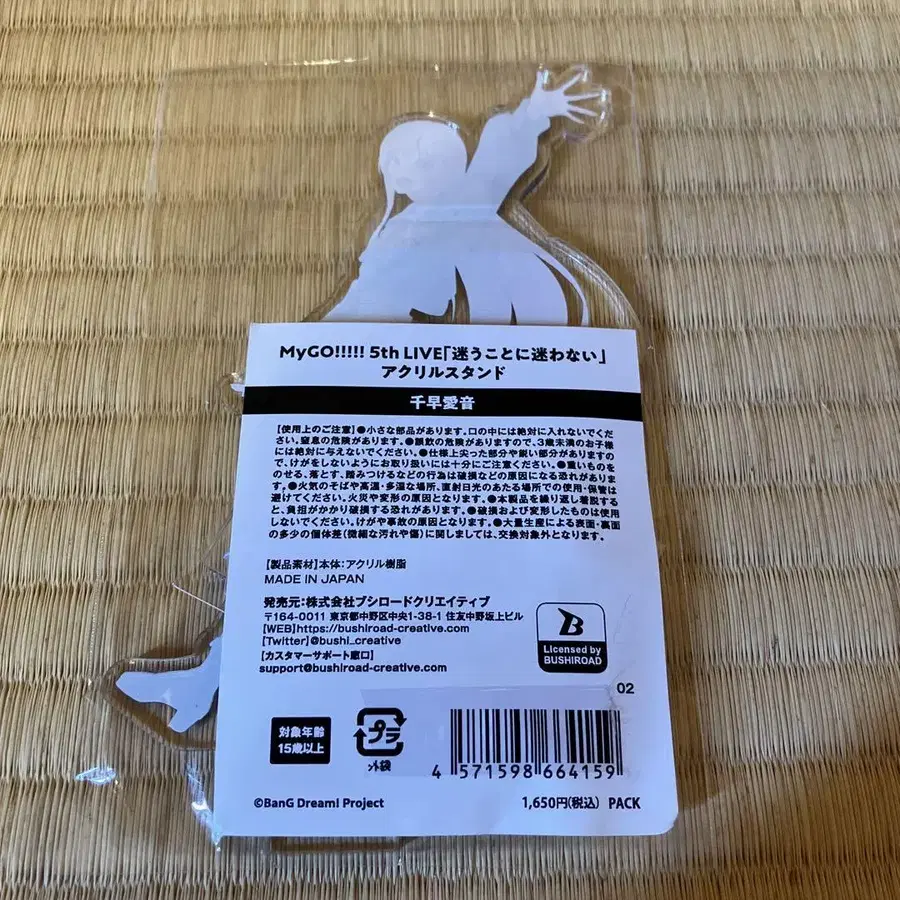 MyGO!!!!! 5th LIVE「迷うことに迷わない」
アクリルスタンド
千早愛音
【使用上のご注意】●小さな部品があります。口の中には絶対に入れないでくだ
さい。窒息の危険があります。●誤飲の危険がありますので、3歳未満のお子様
には絶対に与えないでください。●仕様上尖った部分や鋭い部分があります
ので、けがをしないようにお取り扱いには十分にご注意ください。●重いものを
のせる、落とす、踏みつけるなどの行為は破損などの原因になる恐れがありま
す。●火気のそばや高温・多湿な場所、直射日光のあたる場所での使用・保管は
避けてください。火災や変形の原因となります。●本製品を繰り返し着脱する
と、負担がかかり破損する恐れがあります。●破損および変形したものは使用
しないでください。けがや事故の原因となります。●大量生産による表面・裏面
の多少の個体差(微細な汚れや傷)に関しましては、交換対象外となります。
【製品素材】本体:アクリル樹脂
MADE IN JAPAN
発売元:株式会社ブシロードクリエイティブ
〒164-0011 東京都中野区中央1-38-1 住友中野坂上ビル
[WEB]https://bushiroad-creative.com
[Twitter]@bushi_creative
[カスタマーサポート窓口]
support@bushiroad-creative.com
B
Licensed by
BUSHIROAD
02
対象年齢
15歳以上
プラ
外袋
4 571598 664159
©BanG Dream! Project
1,650円(税込) PACK